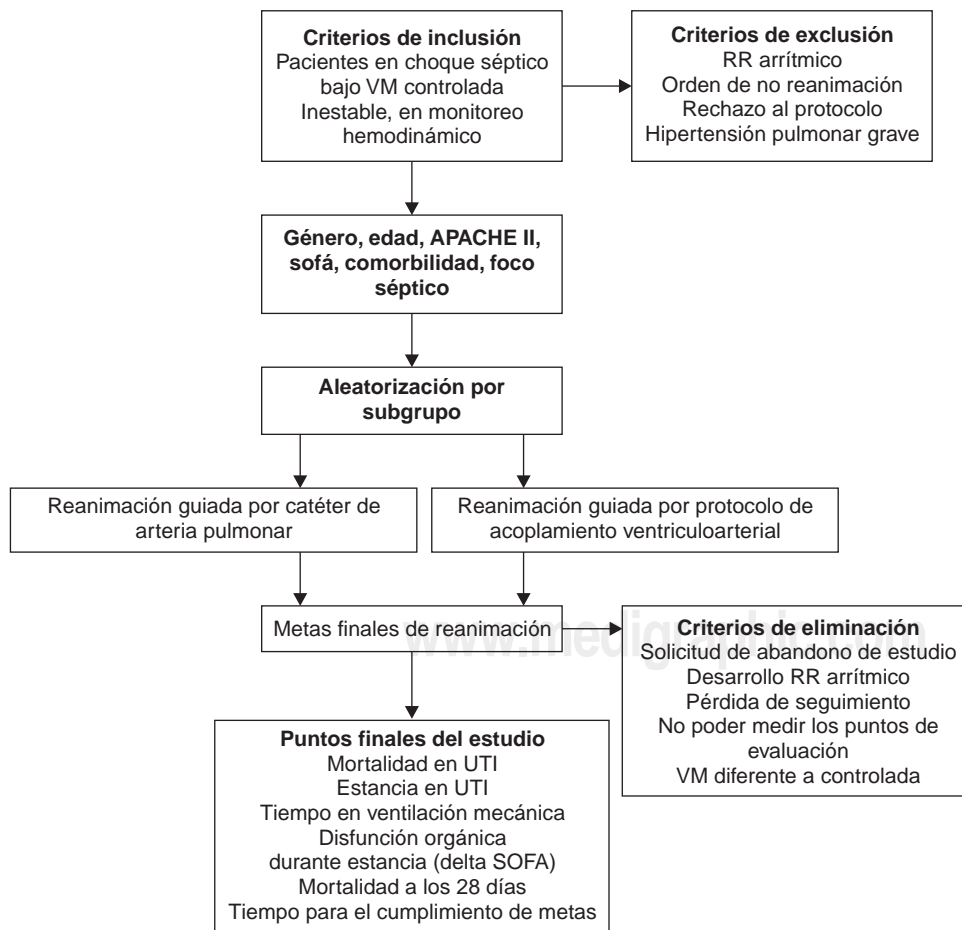 Criterios de inclusión
Pacientes en choque séptico
bajo VM controlada
Inestable, en monitoreo
hemodinámico
Criterios de exclusión
RR arrítmico
Orden de no reanimación
Rechazo al protocolo
Hipertensión pulmonar grave
Género, edad, APACHE II,
sofá, comorbilidad, foco
séptico
Aleatorización por
subgrupo
Reanimación guiada por catéter de
arteria pulmonar
Reanimación guiada por protocolo de
acoplamiento ventriculoarterial
Metas finales de reanimación
www.medigraphic.com
Criterios de eliminación
Solicitud de abandono de estudio
Desarrollo RR arrítmico
Pérdida de seguimiento
No poder medir los puntos de
evaluación
VM diferente a controlada
Puntos finales del estudio
Mortalidad en UTI
Estancia en UTI
Tiempo en ventilación mecánica
Disfunción orgánica
durante estancia (delta SOFA)
Mortalidad a los 28 días
Tiempo para el cumplimiento de metas